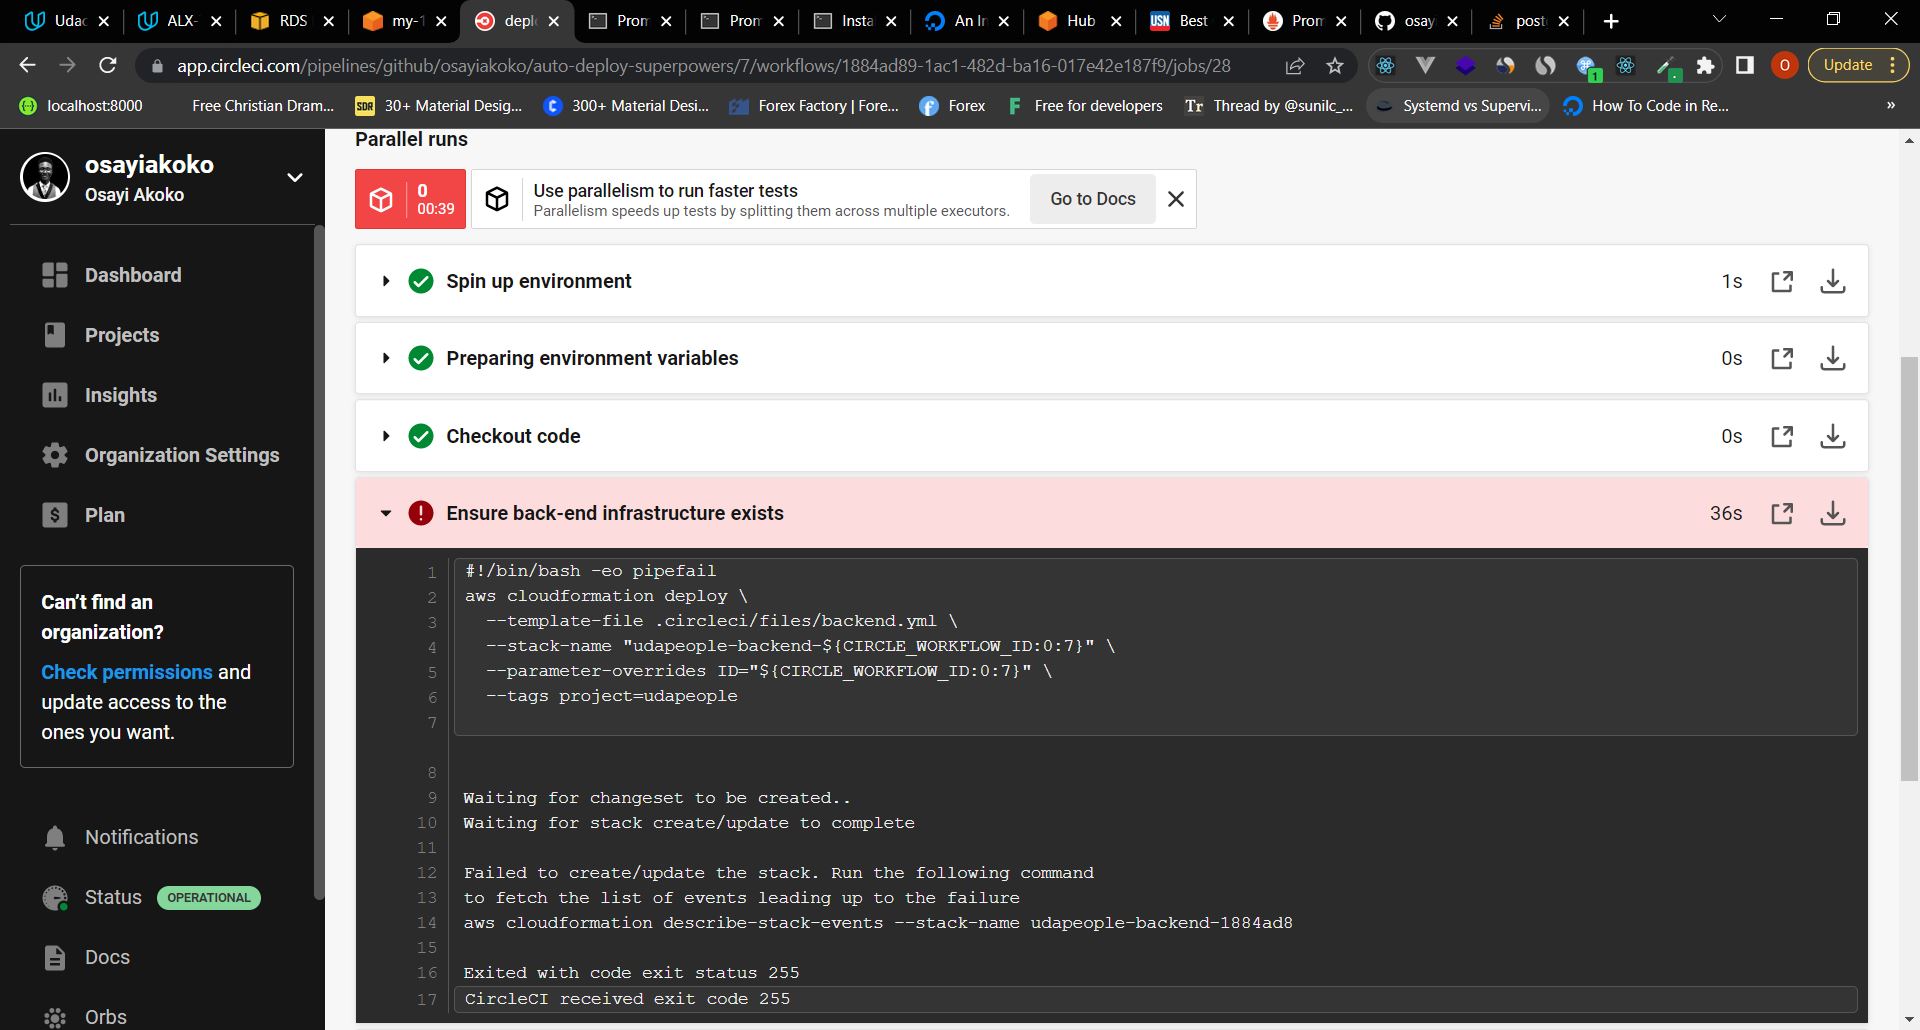 Udac
ALX-
RDS
my-1
depl
Prom
Prom
Insta
An In
Hub
USN Best
Prom
osay
post
app.circleci.com/pipelines/github/osayiakoko/auto-deploy-superpowers/7/workflows/1884ad89-1ac1-482d-ba16-017e42e187f9/jobs/28
1
O
Update
localhost:8000
Free Christian Dram...
SDR 30+ Material Desig...
300+ Material Desi...
Forex Factory | Fore...
Forex
Free for developers
Tr Thread by @sunilc_...
Systemd vs Supervi...
How To Code in Re...
»
osayiakoko
Osayi Akoko
Dashboard
Projects
Insights
Organization Settings
Plan
Can't find an
organization?
Check permissions and
update access to the
ones you want.
Notifications
Status OPERATIONAL
Docs
Orbs
Parallel runs
0
00:39
Use parallelism to run faster tests
Parallelism speeds up tests by splitting them across multiple executors.
Go to Docs
Spin up environment 1s
Preparing environment variables 0s
Checkout code 0s
Ensure back-end infrastructure exists 36s
1 #!/bin/bash -eo pipefail
2 aws cloudformation deploy \
3 --template-file .circleci/files/backend.yml \
4 --stack-name "udapeople-backend-${CIRCLE_WORKFLOW_ID:0:7}" \
5 --parameter-overrides ID="${CIRCLE_WORKFLOW_ID:0:7}" \
6 --tags project=udapeople
7
8
9 Waiting for changeset to be created..
10 Waiting for stack create/update to complete
11
12 Failed to create/update the stack. Run the following command
13 to fetch the list of events leading up to the failure
14 aws cloudformation describe-stack-events --stack-name udapeople-backend-1884ad8
15
16 Exited with code exit status 255
17 CircleCI received exit code 255